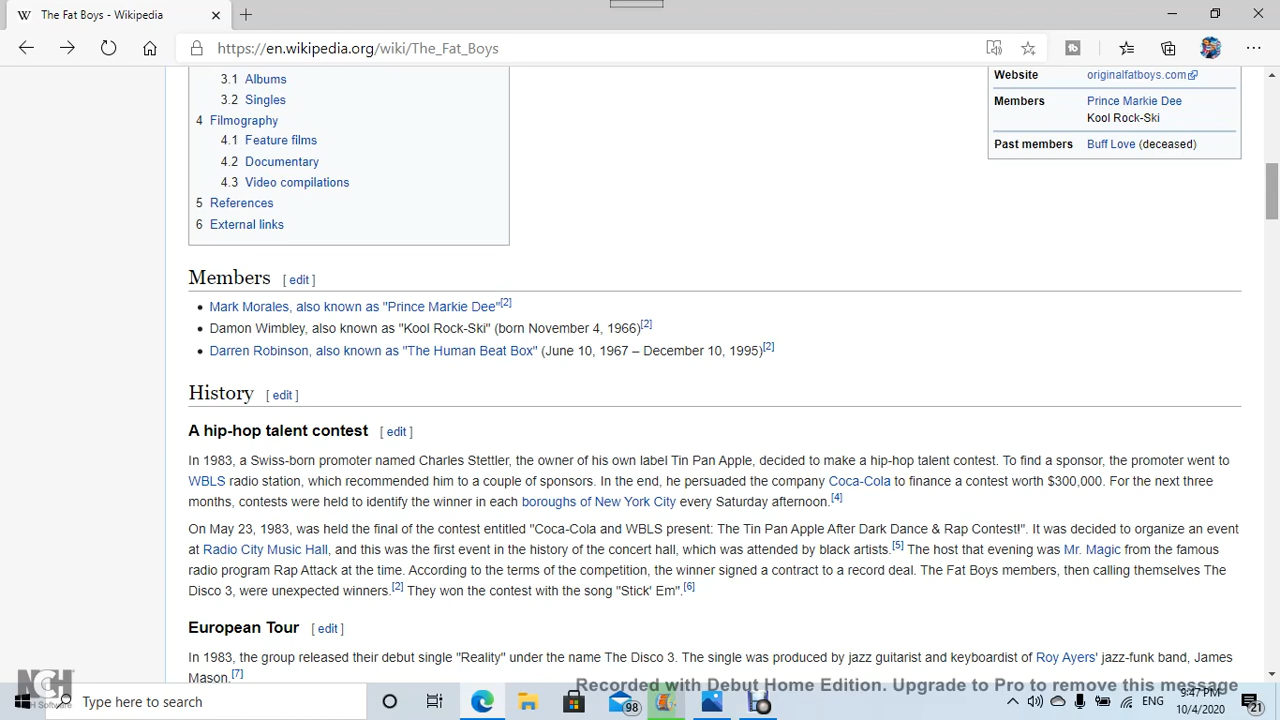 The Fat Boys - Wikipedia
https://en.wikipedia.org/wiki/The_Fat_Boys
3.1 Albums
3.2 Singles
4 Filmography
4.1 Feature films
4.2 Documentary
4.3 Video compilations
5 References
6 External links
Website originalfatboys.com
Members Prince Markie Dee
Kool Rock-Ski
Past members Buff Love (deceased)
Members [ edit ]
• Mark Morales, also known as "Prince Markie Dee"[2]
• Damon Wimbley, also known as "Kool Rock-Ski" (born November 4, 1966)[2]
• Darren Robinson, also known as "The Human Beat Box" (June 10, 1967 – December 10, 1995)[2]
History [ edit ]
A hip-hop talent contest [ edit ]
In 1983, a Swiss-born promoter named Charles Stettler, the owner of his own label Tin Pan Apple, decided to make a hip-hop talent contest. To find a sponsor, the promoter went to
WBLS radio station, which recommended him to a couple of sponsors. In the end, he persuaded the company Coca-Cola to finance a contest worth $300,000. For the next three
months, contests were held to identify the winner in each boroughs of New York City every Saturday afternoon.[4]
On May 23, 1983, was held the final of the contest entitled "Coca-Cola and WBLS present: The Tin Pan Apple After Dark Dance & Rap Contest!". It was decided to organize an event
at Radio City Music Hall, and this was the first event in the history of the concert hall, which was attended by black artists.[5] The host that evening was Mr. Magic from the famous
radio program Rap Attack at the time. According to the terms of the competition, the winner signed a contract to a record deal. The Fat Boys members, then calling themselves The
Disco 3, were unexpected winners.[2] They won the contest with the song "Stick' Em".[6]
European Tour [ edit ]
In 1983, the group released their debut single "Reality" under the name The Disco 3. The single was produced by jazz guitarist and keyboardist of Roy Ayers' jazz-funk band, James
Mason.[7]
NCH Software
Recorded with Debut Home Edition. Upgrade to Pro to remove this message
Type here to search
98
ENG
9:47 PM
10/4/2020
21